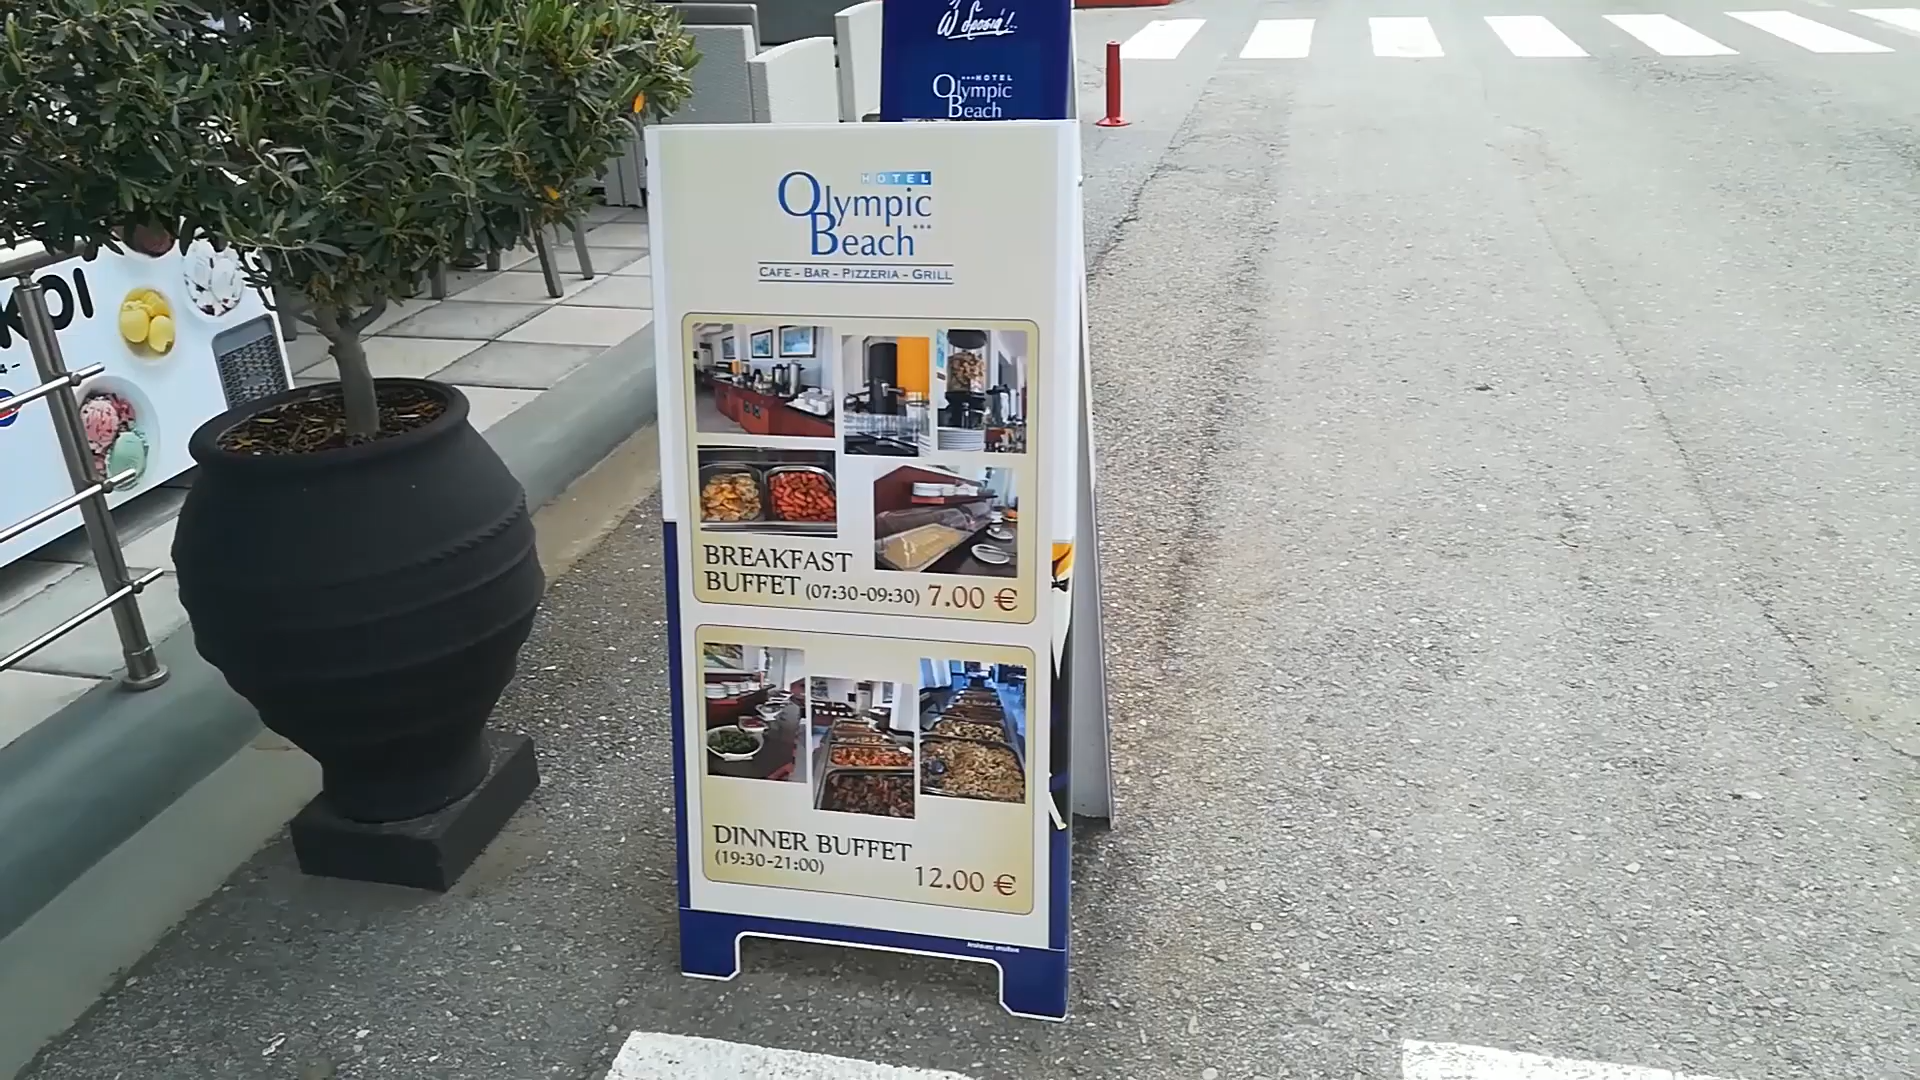 Ω δροσιά!..
***HOTEL
Olympic
Beach
HOTEL
Olympic
Beach***
CAFE - BAR - PIZZERIA - GRILL
BREAKFAST
BUFFET (07:30-09:30) 7.00 €
DINNER BUFFET
(19:30-21:00)
12.00 €